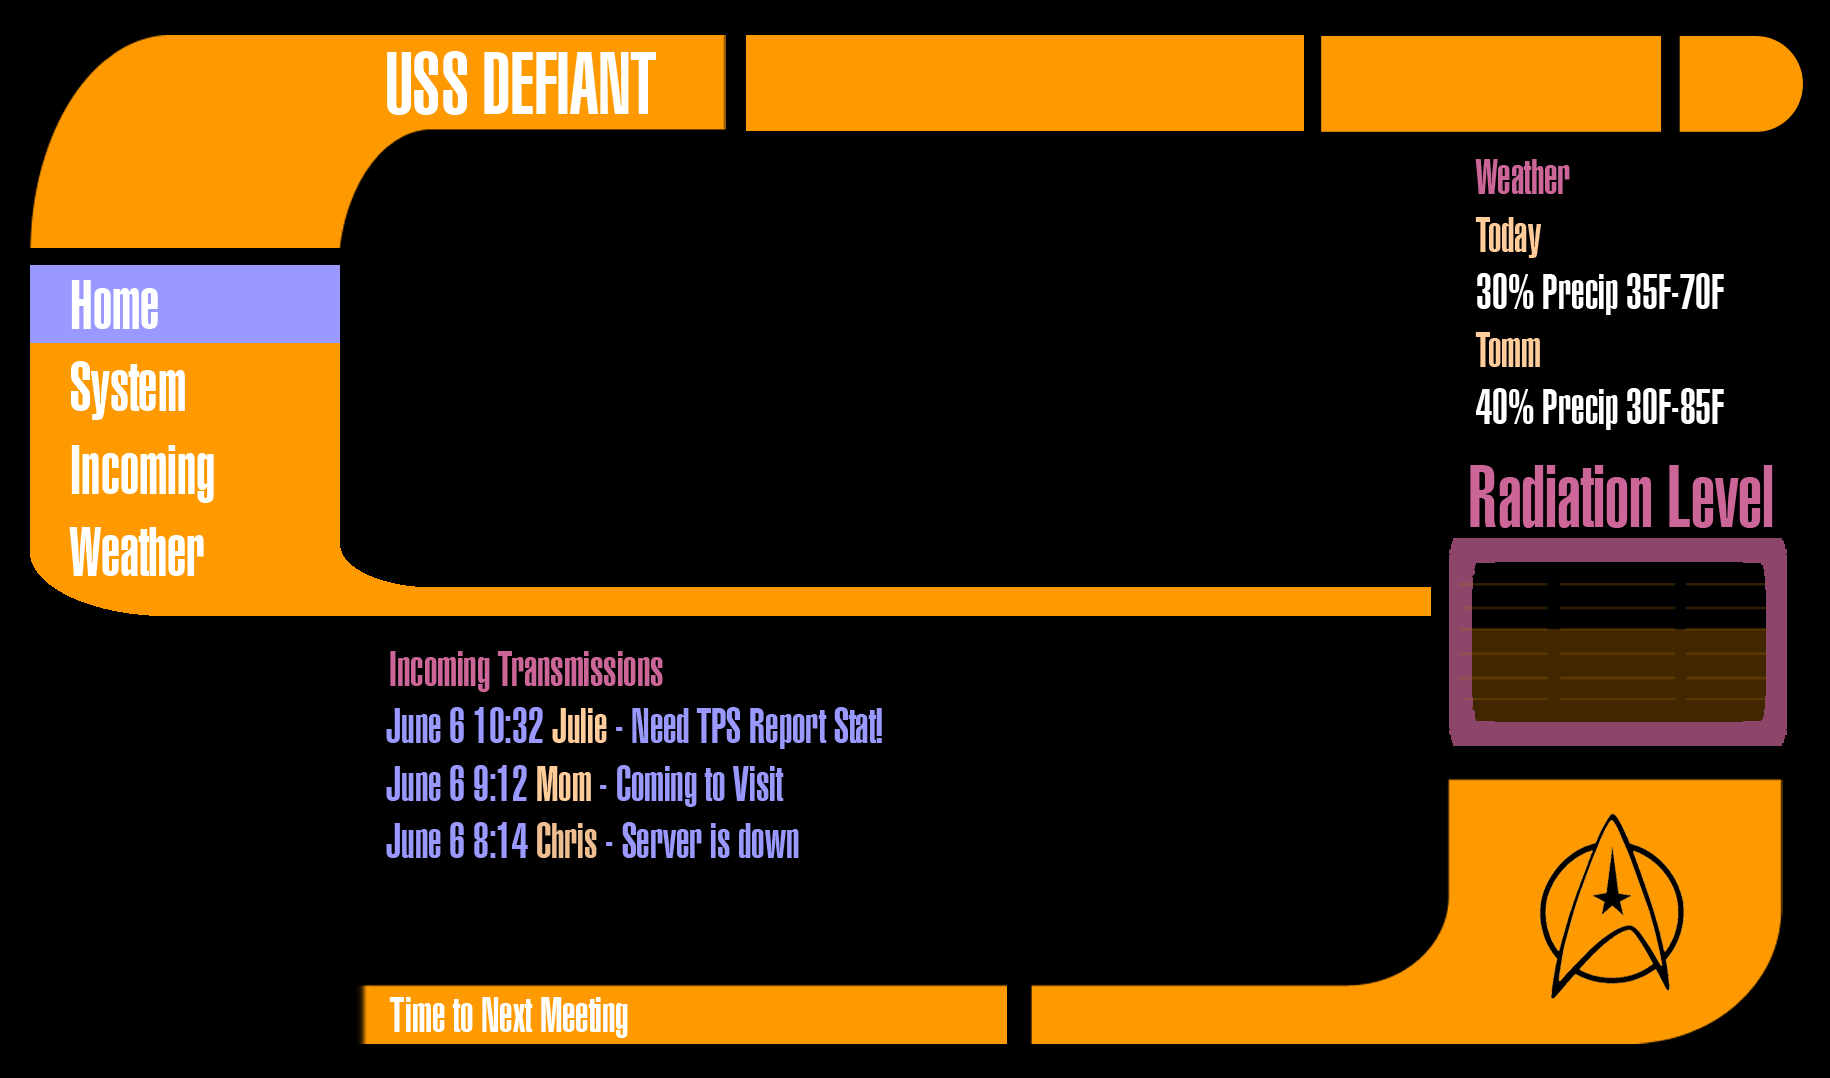 USS DEFIANT
Home
System
Incoming
Weather
Weather
Today
30% Precip 35F-70F
Tomm
40% Precip 30F-85F
Radiation Level
Incoming Transmissions
June 6 10:32 Julie - Need TPS Report Stat!
June 6 9:12 Mom - Coming to Visit
June 6 8:14 Chris - Server is down
Time to Next Meeting